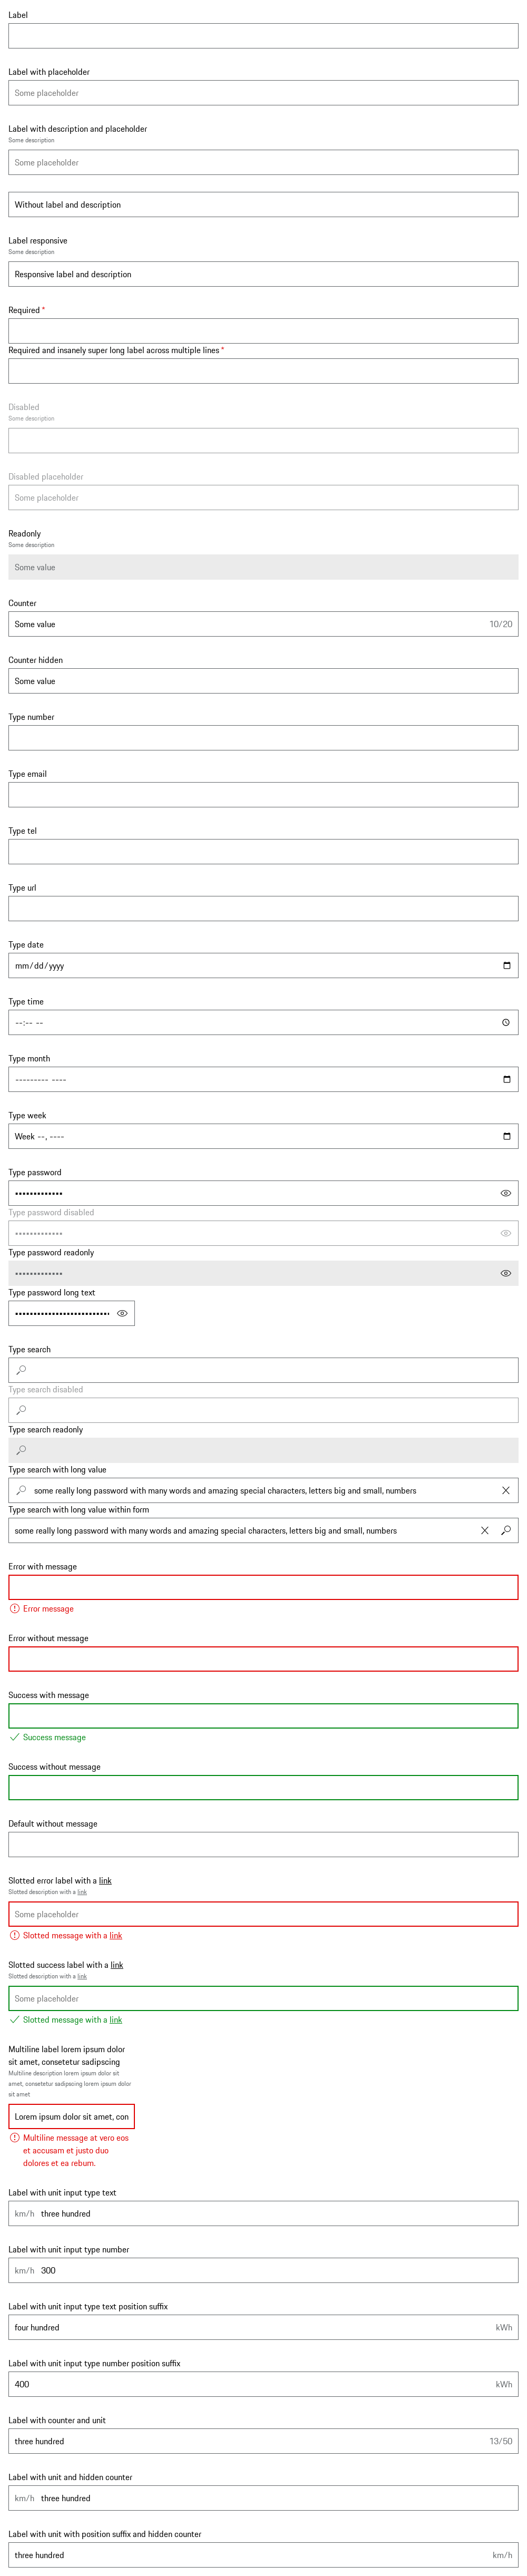 Label
Label with placeholder
Some placeholder
Label with description and placeholder
Some description
Some placeholder
Without label and description
Label responsive
Some description
Responsive label and description
Required *
Required and insanely super long label across multiple lines *
Disabled
Some description
Disabled placeholder
Some placeholder
Readonly
Some description
Some value
Counter
Some value 10/20
Counter hidden
Some value
Type number
Type email
Type tel
Type url
Type date
mm/dd/yyyy
Type time
--:-- --
Type month
--------- ----
Type week
Week --, ----
Type password
•••••••••••••
Type password disabled
•••••••••••••
Type password readonly
•••••••••••••
Type password long text
••••••••••••••••••••••••••
Type search
Type search disabled
Type search readonly
Type search with long value
some really long password with many words and amazing special characters, letters big and small, numbers
Type search with long value within form
some really long password with many words and amazing special characters, letters big and small, numbers
Error with message
Error message
Error without message
Success with message
Success message
Success without message
Default without message
Slotted error label with a link
Slotted description with a link
Some placeholder
Slotted message with a link
Slotted success label with a link
Slotted description with a link
Some placeholder
Slotted message with a link
Multiline label lorem ipsum dolor
sit amet, consetetur sadipscing
Multiline description lorem ipsum dolor sit
amet, consetetur sadipscing lorem ipsum dolor
sit amet
Lorem ipsum dolor sit amet, con
Multiline message at vero eos
et accusam et justo duo
dolores et ea rebum.
Label with unit input type text
km/h three hundred
Label with unit input type number
km/h 300
Label with unit input type text position suffix
four hundred kWh
Label with unit input type number position suffix
400 kWh
Label with counter and unit
three hundred 13/50
Label with unit and hidden counter
km/h three hundred
Label with unit with position suffix and hidden counter
three hundred km/h